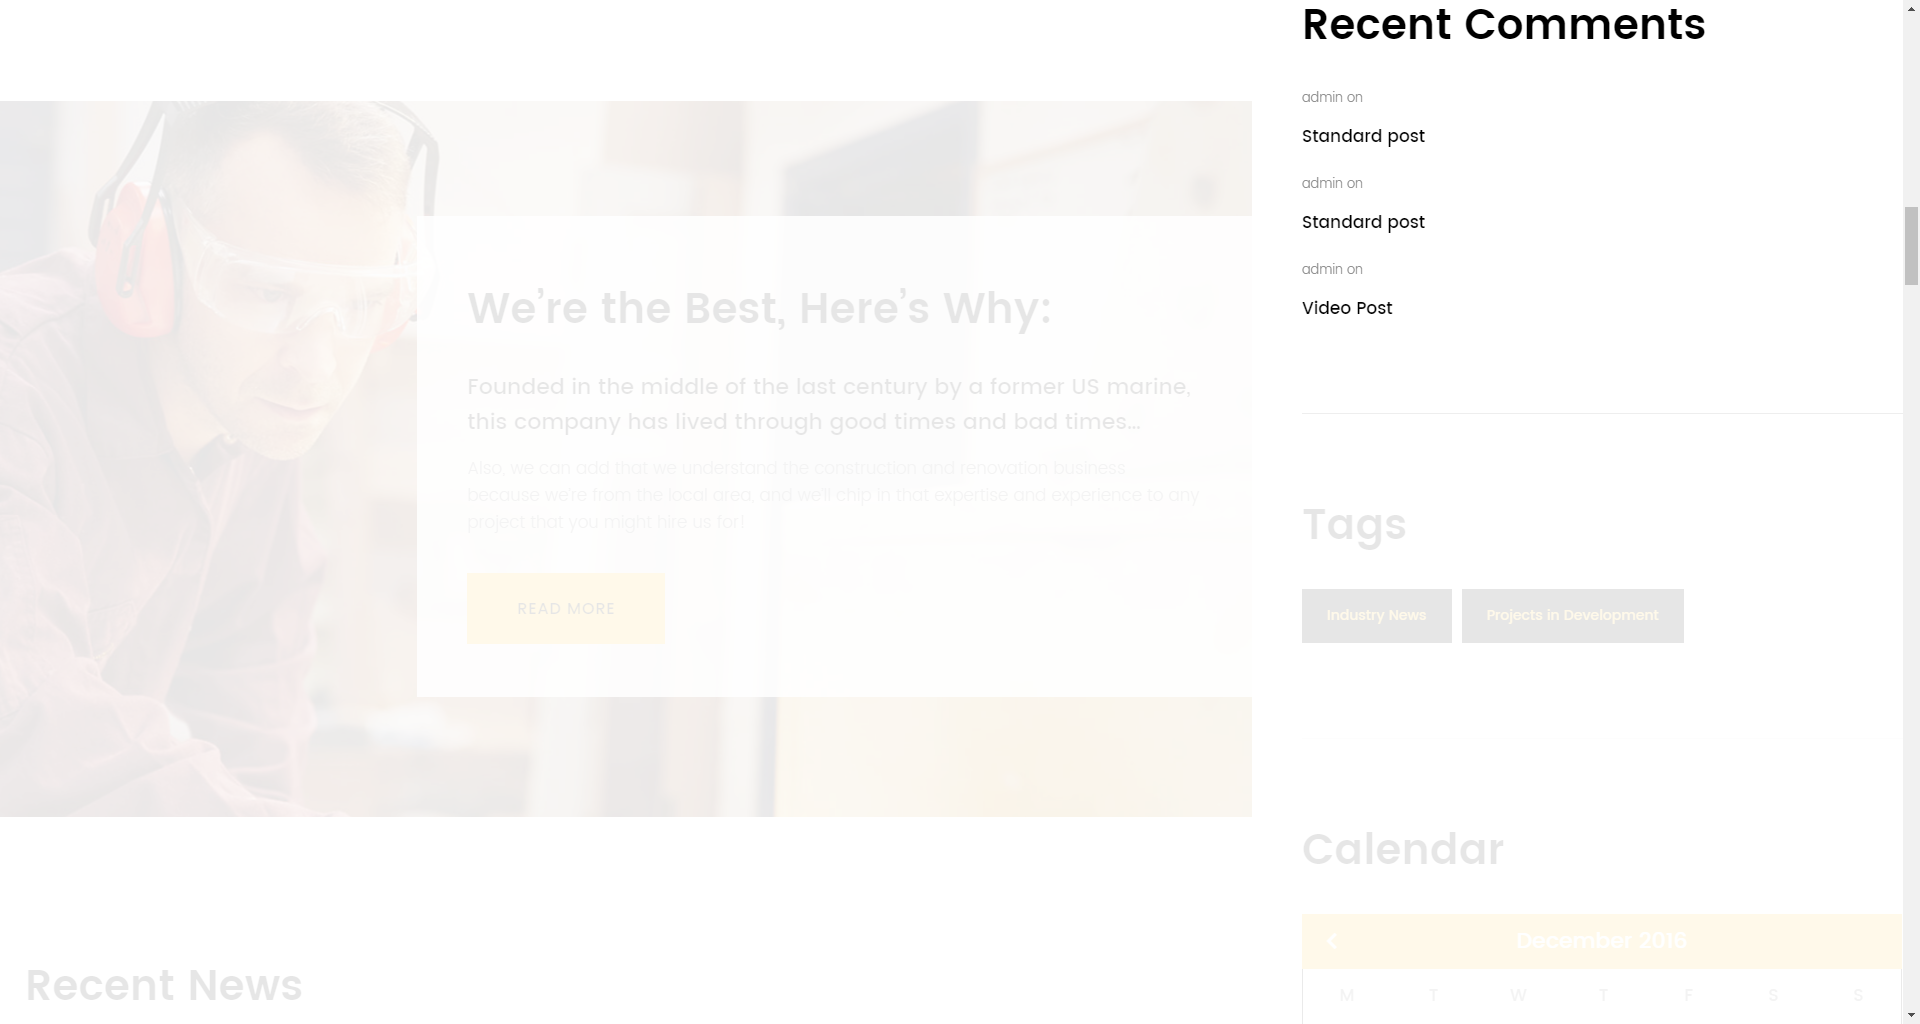 Recent Comments
admin on
Standard post
admin on
Standard post
admin on
Video Post
We’re the Best, Here’s Why:
Founded in the middle of the last century by a former US marine,
this company has lived through good times and bad times...
Also, we can add that we understand the construction and renovation business
because we’re from the local area, and we’ll chip in that expertise and experience to any
project that you might hire us for!
READ MORE
Tags
Industry News
Projects in Development
Calendar
December 2016
M T W T F S S
Recent News